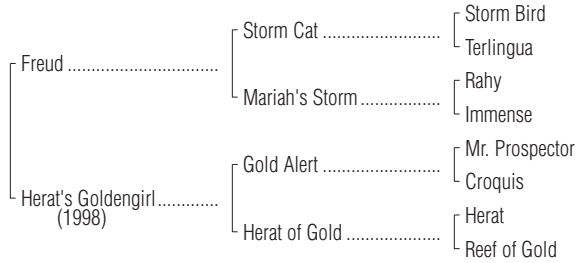 Storm Bird
Storm Cat ..........................
Terlingua
Freud ................................
Rahy
Mariah's Storm .................
Immense
Mr. Prospector
Gold Alert .........................
Croquis
Herat's Goldengirl .............
(1998)
Herat
Herat of Gold ....................
Reef of Gold